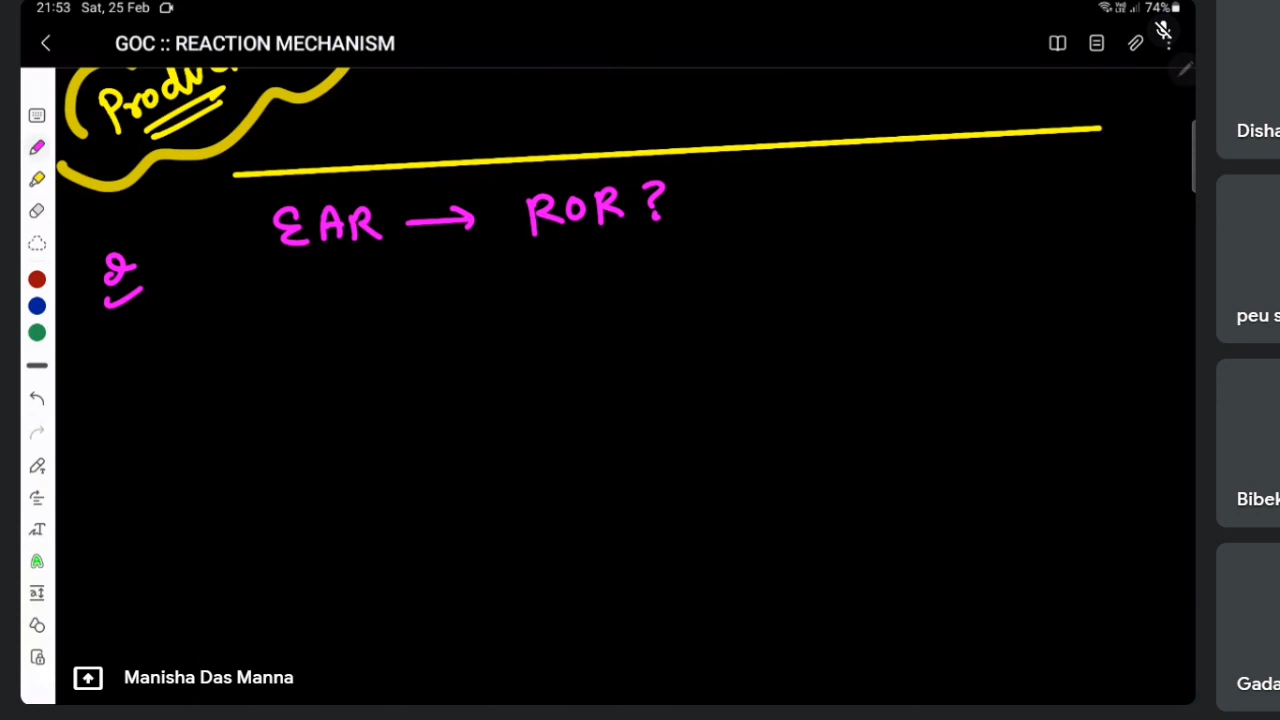 21:53 Sat, 25 Feb 74%
GOC :: REACTION MECHANISM
Disha
EAR → ROR ?
Q
peu s
Bibek
Manisha Das Manna
Gada